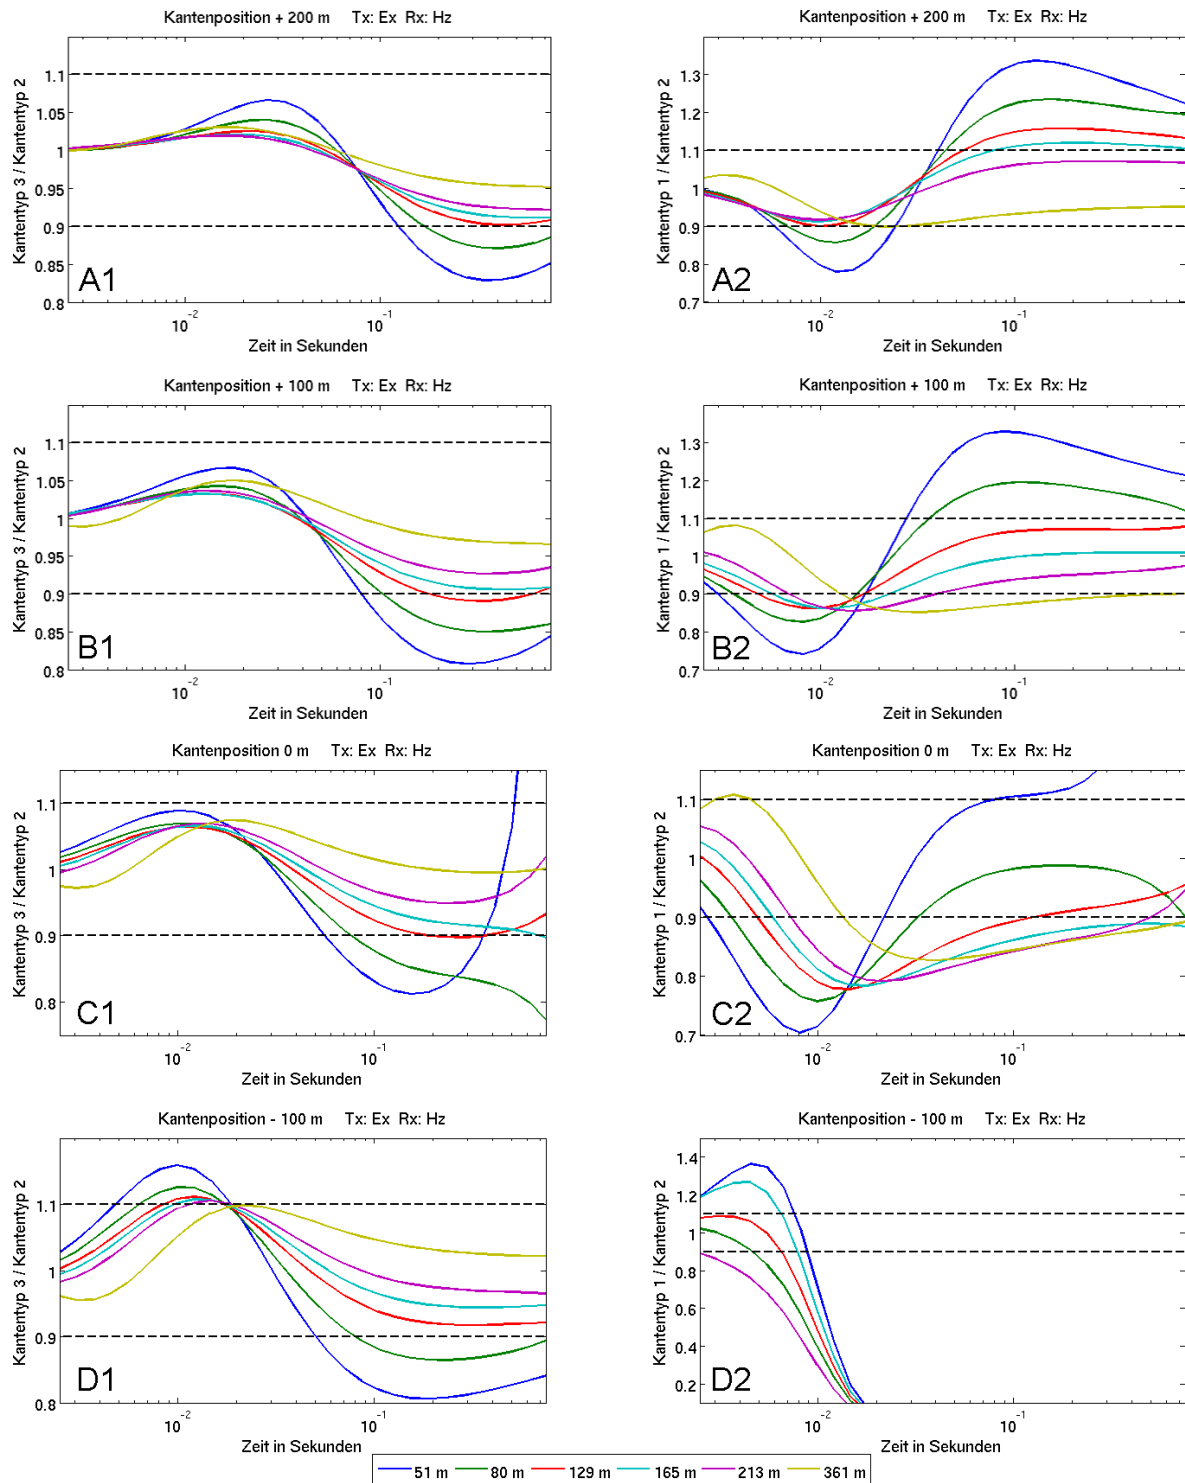 Kantenposition + 200 m Tx: Ex Rx: Hz
Kantentyp 3 / Kantentyp 2
1.1
1.05
1
0.95
0.9
0.85
0.8
A1
10⁻² 10⁻¹
Zeit in Sekunden
Kantenposition + 200 m Tx: Ex Rx: Hz
Kantentyp 1 / Kantentyp 2
1.3
1.2
1.1
1
0.9
0.8
0.7
A2
10⁻² 10⁻¹
Zeit in Sekunden
Kantenposition + 100 m Tx: Ex Rx: Hz
Kantentyp 3 / Kantentyp 2
1.1
1.05
1
0.95
0.9
0.85
0.8
B1
10⁻² 10⁻¹
Zeit in Sekunden
Kantenposition + 100 m Tx: Ex Rx: Hz
Kantentyp 1 / Kantentyp 2
1.3
1.2
1.1
1
0.9
0.8
0.7
B2
10⁻² 10⁻¹
Zeit in Sekunden
Kantenposition 0 m Tx: Ex Rx: Hz
Kantentyp 3 / Kantentyp 2
1.1
1
0.9
0.8
C1
10⁻² 10⁻¹
Zeit in Sekunden
Kantenposition 0 m Tx: Ex Rx: Hz
Kantentyp 1 / Kantentyp 2
1.1
1
0.9
0.8
0.7
C2
10⁻² 10⁻¹
Zeit in Sekunden
Kantenposition - 100 m Tx: Ex Rx: Hz
Kantentyp 3 / Kantentyp 2
1.1
1
0.9
0.8
D1
10⁻² 10⁻¹
Zeit in Sekunden
Kantenposition - 100 m Tx: Ex Rx: Hz
Kantentyp 1 / Kantentyp 2
1.4
1.2
1.1
0.9
0.8
0.6
0.4
0.2
D2
10⁻² 10⁻¹
Zeit in Sekunden
51 m 80 m 129 m 165 m 213 m 361 m